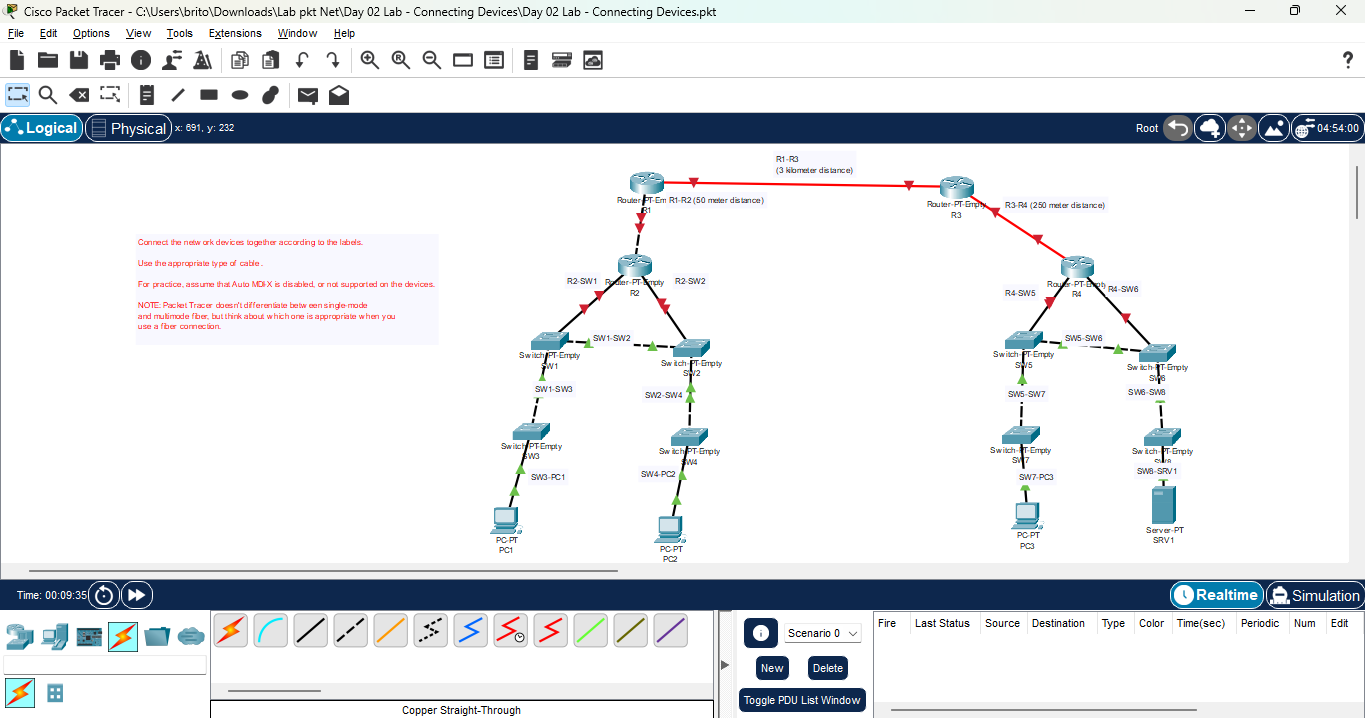 Cisco Packet Tracer - C:\Users\brito\Downloads\Lab pkt Net\Day 02 Lab - Connecting Devices\Day 02 Lab - Connecting Devices.pkt
File Edit Options View Tools Extensions Window Help
?
Logical Physical x: 691, y: 232 Root 04:54:00
R1-R3
(3 kilometer distance)
R1-R2 (50 meter distance)
R1
Router-PT-Empty
R3
R3-R4 (250 meter distance)
Connect the network devices together according to the labels.
Use the appropriate type of cable.
For practice, assume that Auto MDI-X is disabled, or not supported on the devices.
NOTE: Packet Tracer doesn't differentiate between single-mode
and multimode fiber, but think about which one is appropriate when you
use a fiber connection.
R2-SW1
Router-PT-Empty
R2
R2-SW2
R4-SW5
Router-PT-Empty
R4
R4-SW6
SW1-SW2
Switch-PT-Empty
SW1
Switch-PT-Empty
SW2
SW5-SW6
Switch-PT-Empty
SW5
Switch-PT-Empty
SW6
SW1-SW3
SW2-SW4
SW5-SW7
SW6-SW8
Switch-PT-Empty
SW3
Switch-PT-Empty
SW4
Switch-PT-Empty
SW7
Switch-PT-Empty
SW8
SW3-PC1
SW4-PC2
SW7-PC3
SW8-SRV1
PC-PT
PC1
PC-PT
PC2
PC-PT
PC3
Server-PT
SRV1
Time: 00:09:35 Realtime Simulation
Scenario 0
New Delete
Toggle PDU List Window
Fire Last Status Source Destination Type Color Time(sec) Periodic Num Edit
Copper Straight-Through